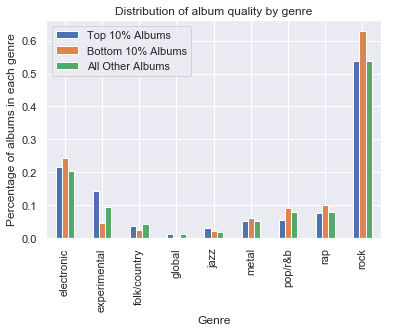 Distribution of album quality by genre
Top 10% Albums
Bottom 10% Albums
All Other Albums
Percentage of albums in each genre
0.6
0.5
0.4
0.3
0.2
0.1
0.0
electronic
experimental
folk/country
global
jazz
metal
pop/r&b
rap
rock
Genre